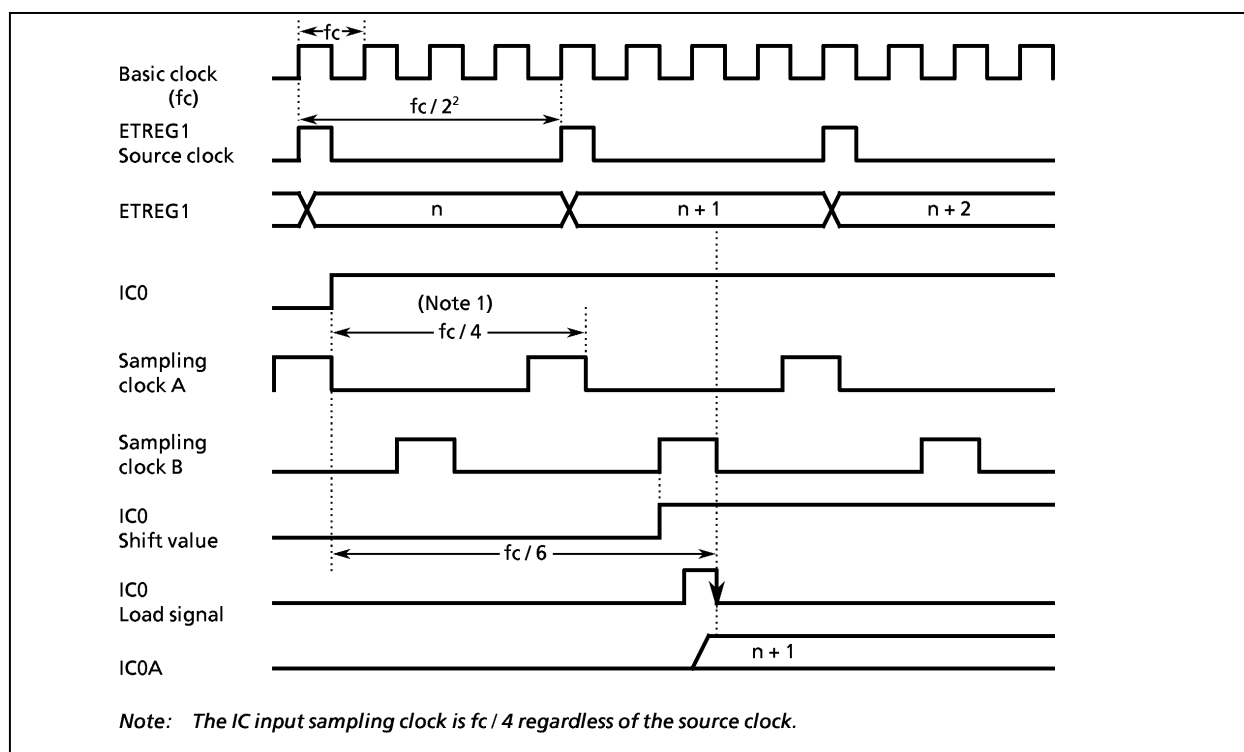 fc
Basic clock
(fc)
fc / 2²
ETREG1
Source clock
ETREG1
n
n + 1
n + 2
IC0
(Note 1)
fc / 4
Sampling
clock A
Sampling
clock B
IC0
Shift value
fc / 6
IC0
Load signal
IC0A
n + 1
Note: The IC input sampling clock is fc / 4 regardless of the source clock.